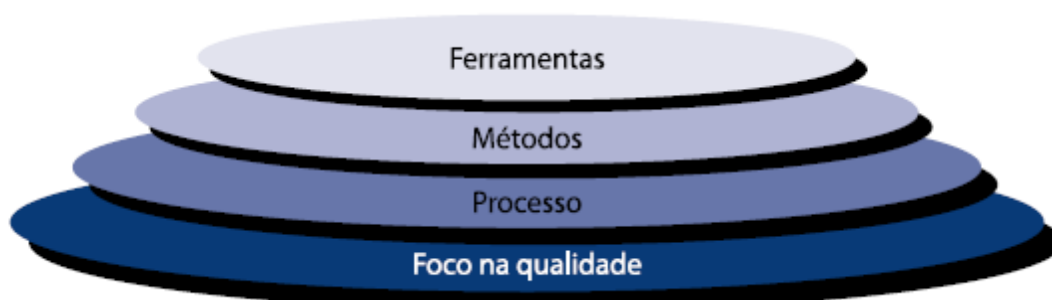 Ferramentas
Métodos
Processo
Foco na qualidade